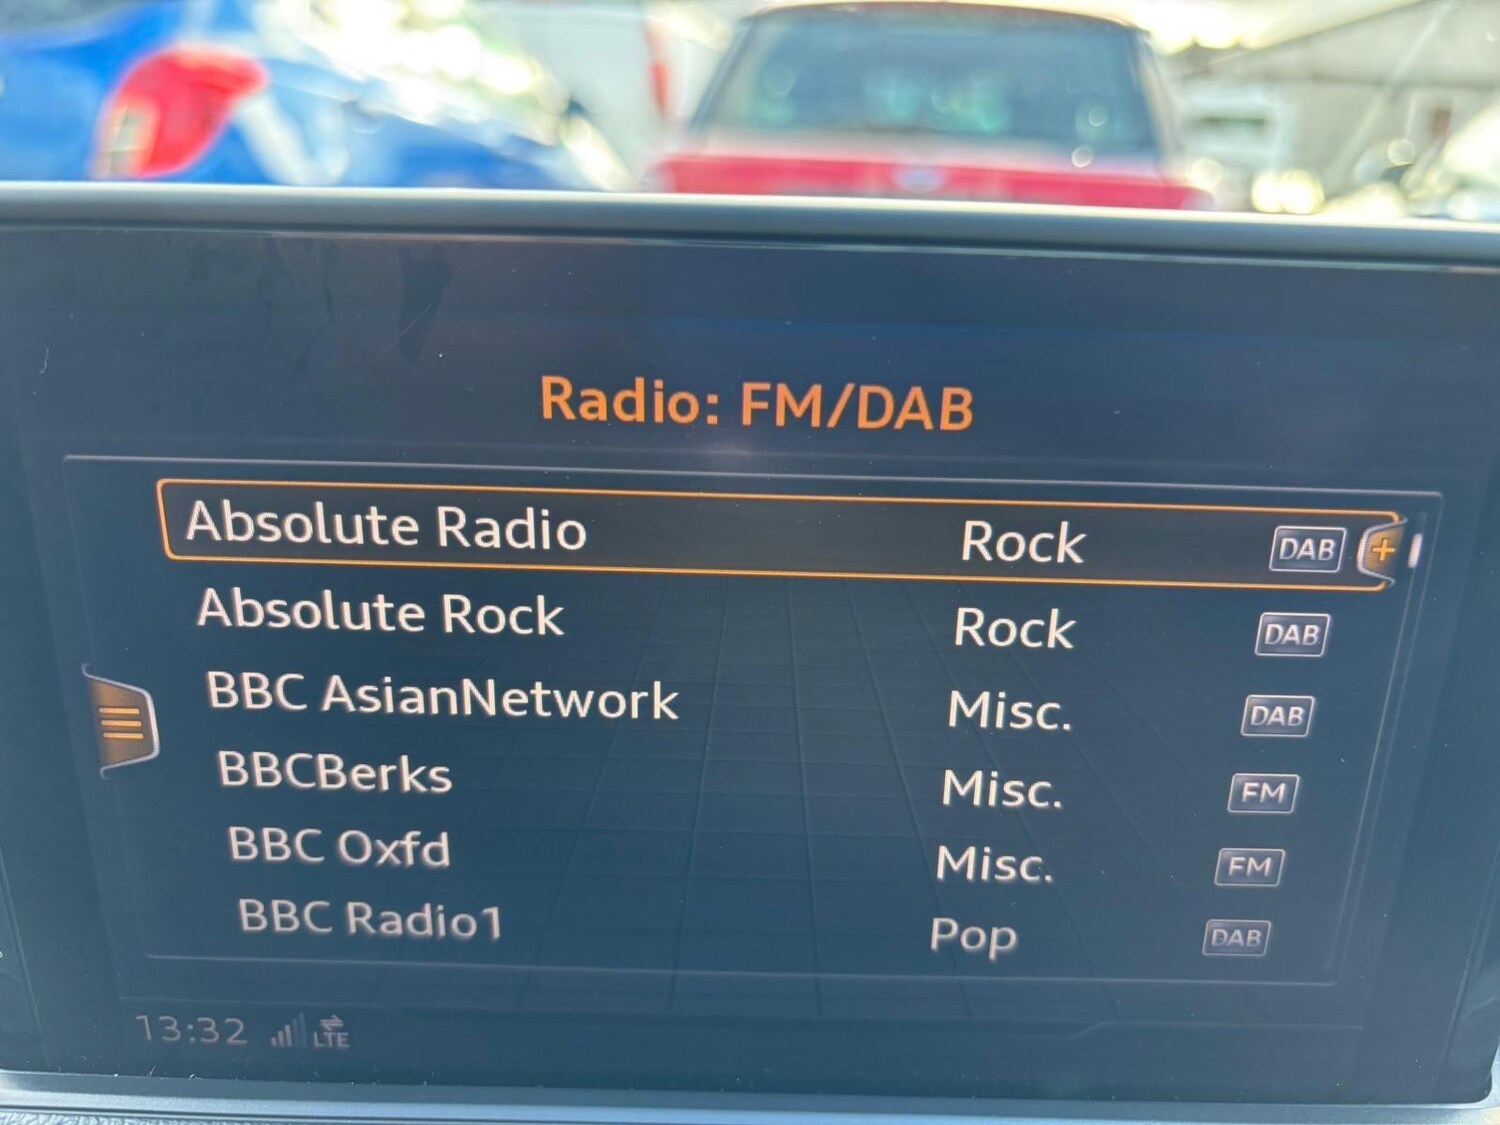 Radio: FM/DAB
Absolute Radio Rock DAB +
Absolute Rock Rock DAB
BBC AsianNetwork Misc. DAB
BBCBerks Misc. FM
BBC Oxfd Misc. FM
BBC Radio1 Pop DAB
13:32 LTE